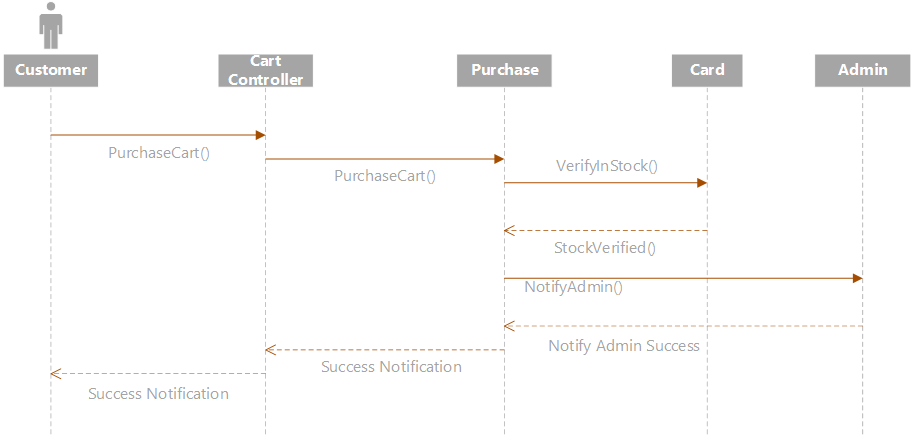 Customer
Cart
Controller
Purchase
Card
Admin
PurchaseCart()
PurchaseCart()
VerifyInStock()
StockVerified()
NotifyAdmin()
Notify Admin Success
Success Notification
Success Notification